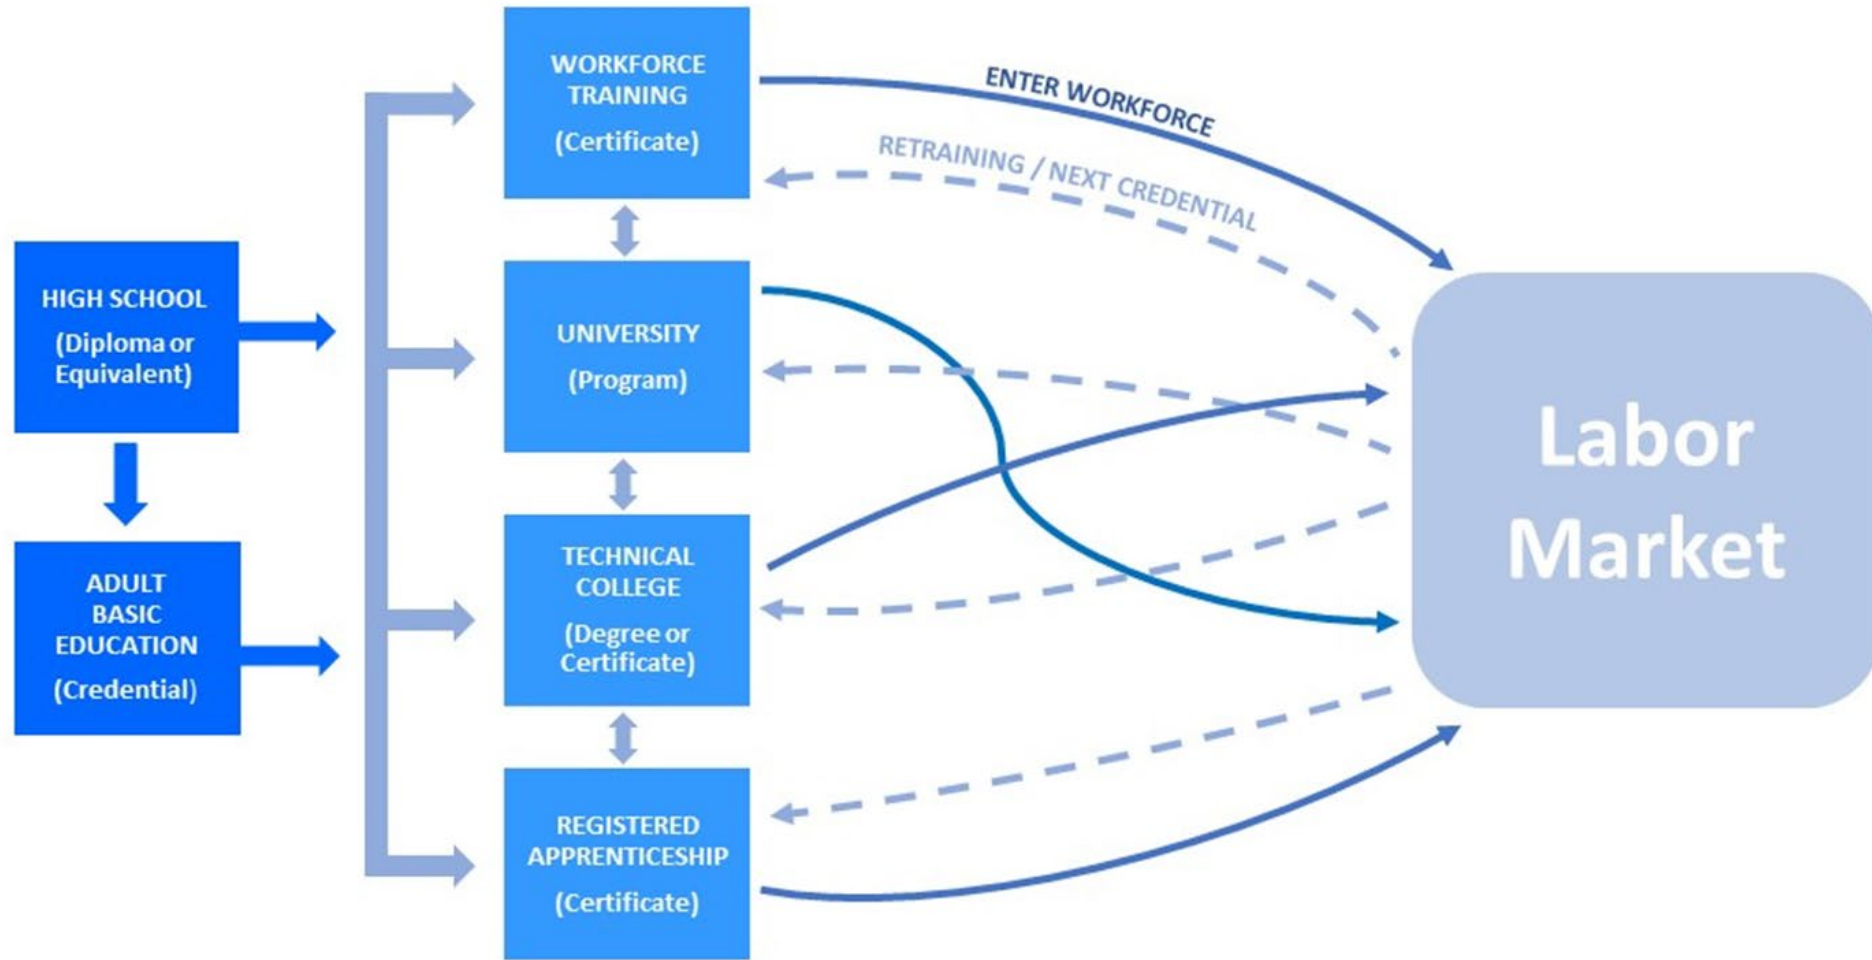 HIGH SCHOOL
(Diploma or
Equivalent)
ADULT
BASIC
EDUCATION
(Credential)
WORKFORCE
TRAINING
(Certificate)
UNIVERSITY
(Program)
TECHNICAL
COLLEGE
(Degree or
Certificate)
REGISTERED
APPRENTICESHIP
(Certificate)
ENTER WORKFORCE
RETRAINING / NEXT CREDENTIAL
Labor
Market